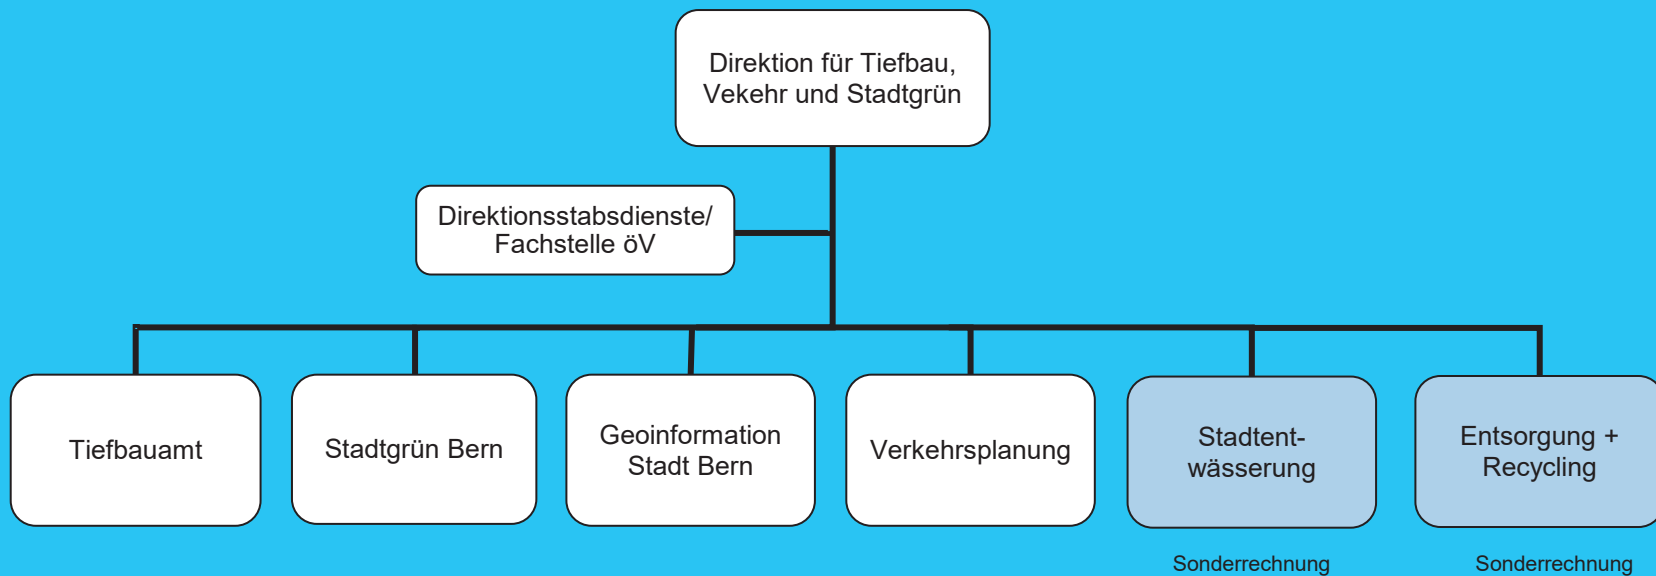 Direktion für Tiefbau,
Vekehr und Stadtgrün
Direktionsstabsdienste/
Fachstelle öV
Tiefbauamt
Stadtgrün Bern
Geoinformation
Stadt Bern
Verkehrsplanung
Stadtent-
wässerung
Entsorgung +
Recycling
Sonderrechnung
Sonderrechnung